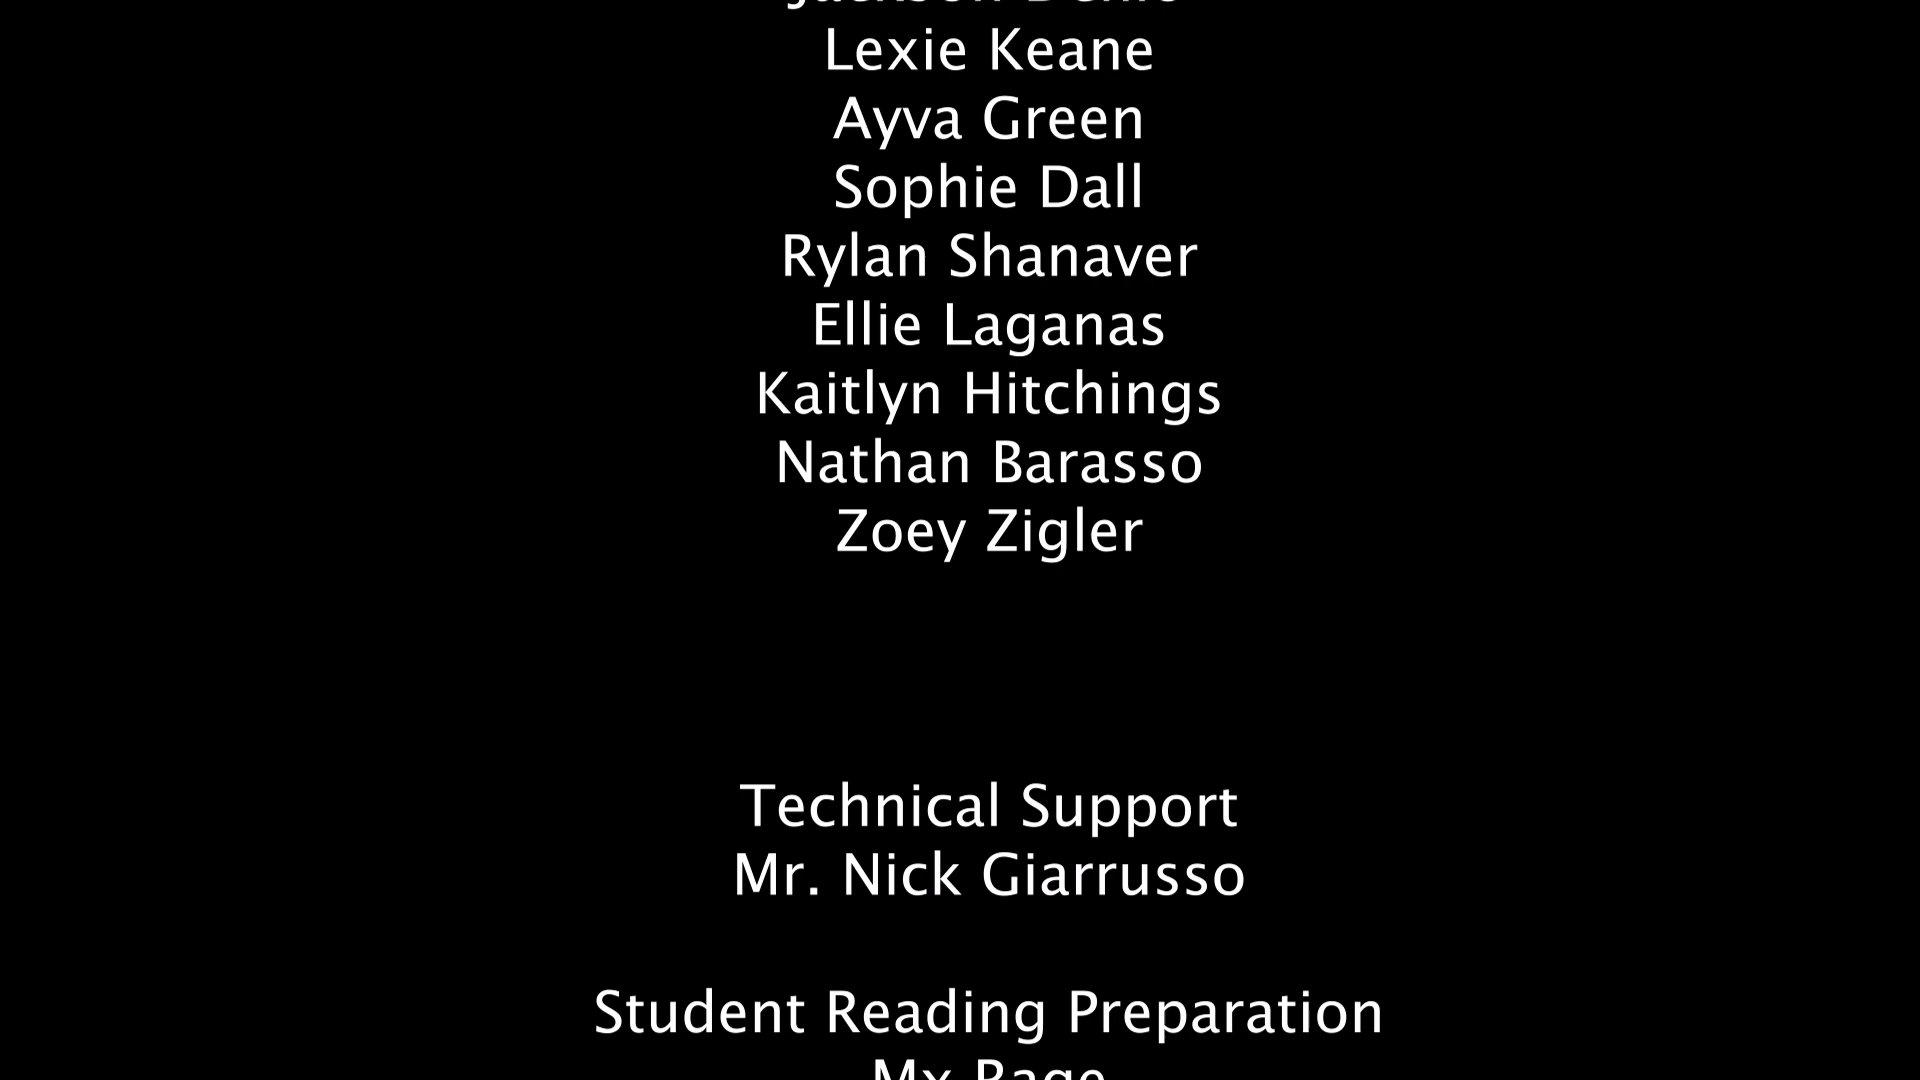 Lexie Keane
Ayva Green
Sophie Dall
Rylan Shanaver
Ellie Laganas
Kaitlyn Hitchings
Nathan Barasso
Zoey Zigler
Technical Support
Mr. Nick Giarrusso
Student Reading Preparation